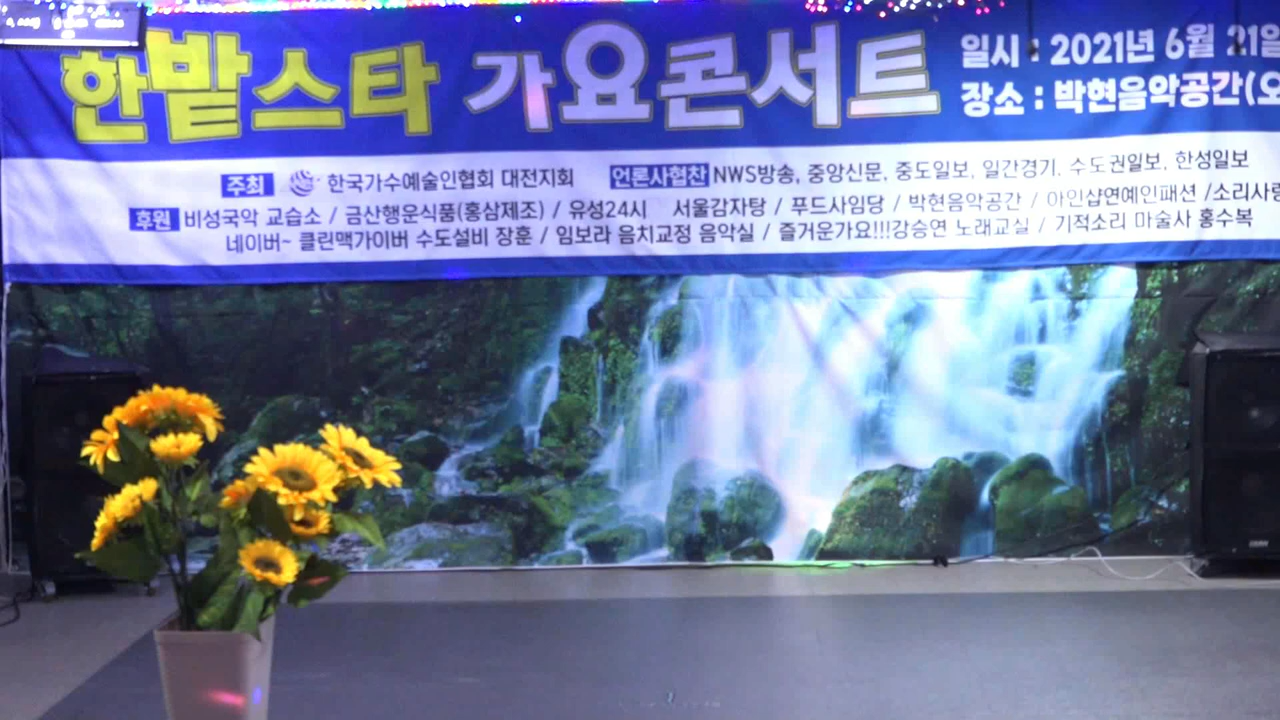 한밭스타 가요콘서트
일시 : 2021년 6월 21일
장소 : 박현음악공간(오
주최 한국가수예술인협회 대전지회 언론사협찬 NWS방송, 중앙신문, 중도일보, 일간경기, 수도권일보, 한성일보
후원 비성국악 교습소 / 금산행운식품(홍삼제조) / 유성24시 서울감자탕 / 푸드사임당 / 박현음악공간 / 아인샵연예인패션 /소리사랑
네이버~ 클린맥가이버 수도설비 장훈 / 임보라 음치교정 음악실 / 즐거운가요!!!강승연 노래교실 / 기적소리 마술사 홍수복